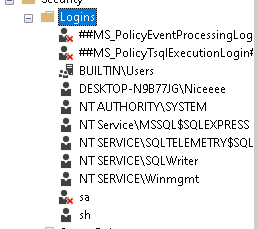 Security
Logins
##MS_PolicyEventProcessingLog
##MS_PolicyTsqlExecutionLogin#
BUILTIN\Users
DESKTOP-N9B77JG\Niceeee
NT AUTHORITY\SYSTEM
NT Service\MSSQL$SQLEXPRESS
NT SERVICE\SQLTELEMETRY$SQL
NT SERVICE\SQLWriter
NT SERVICE\Winmgmt
sa
sh